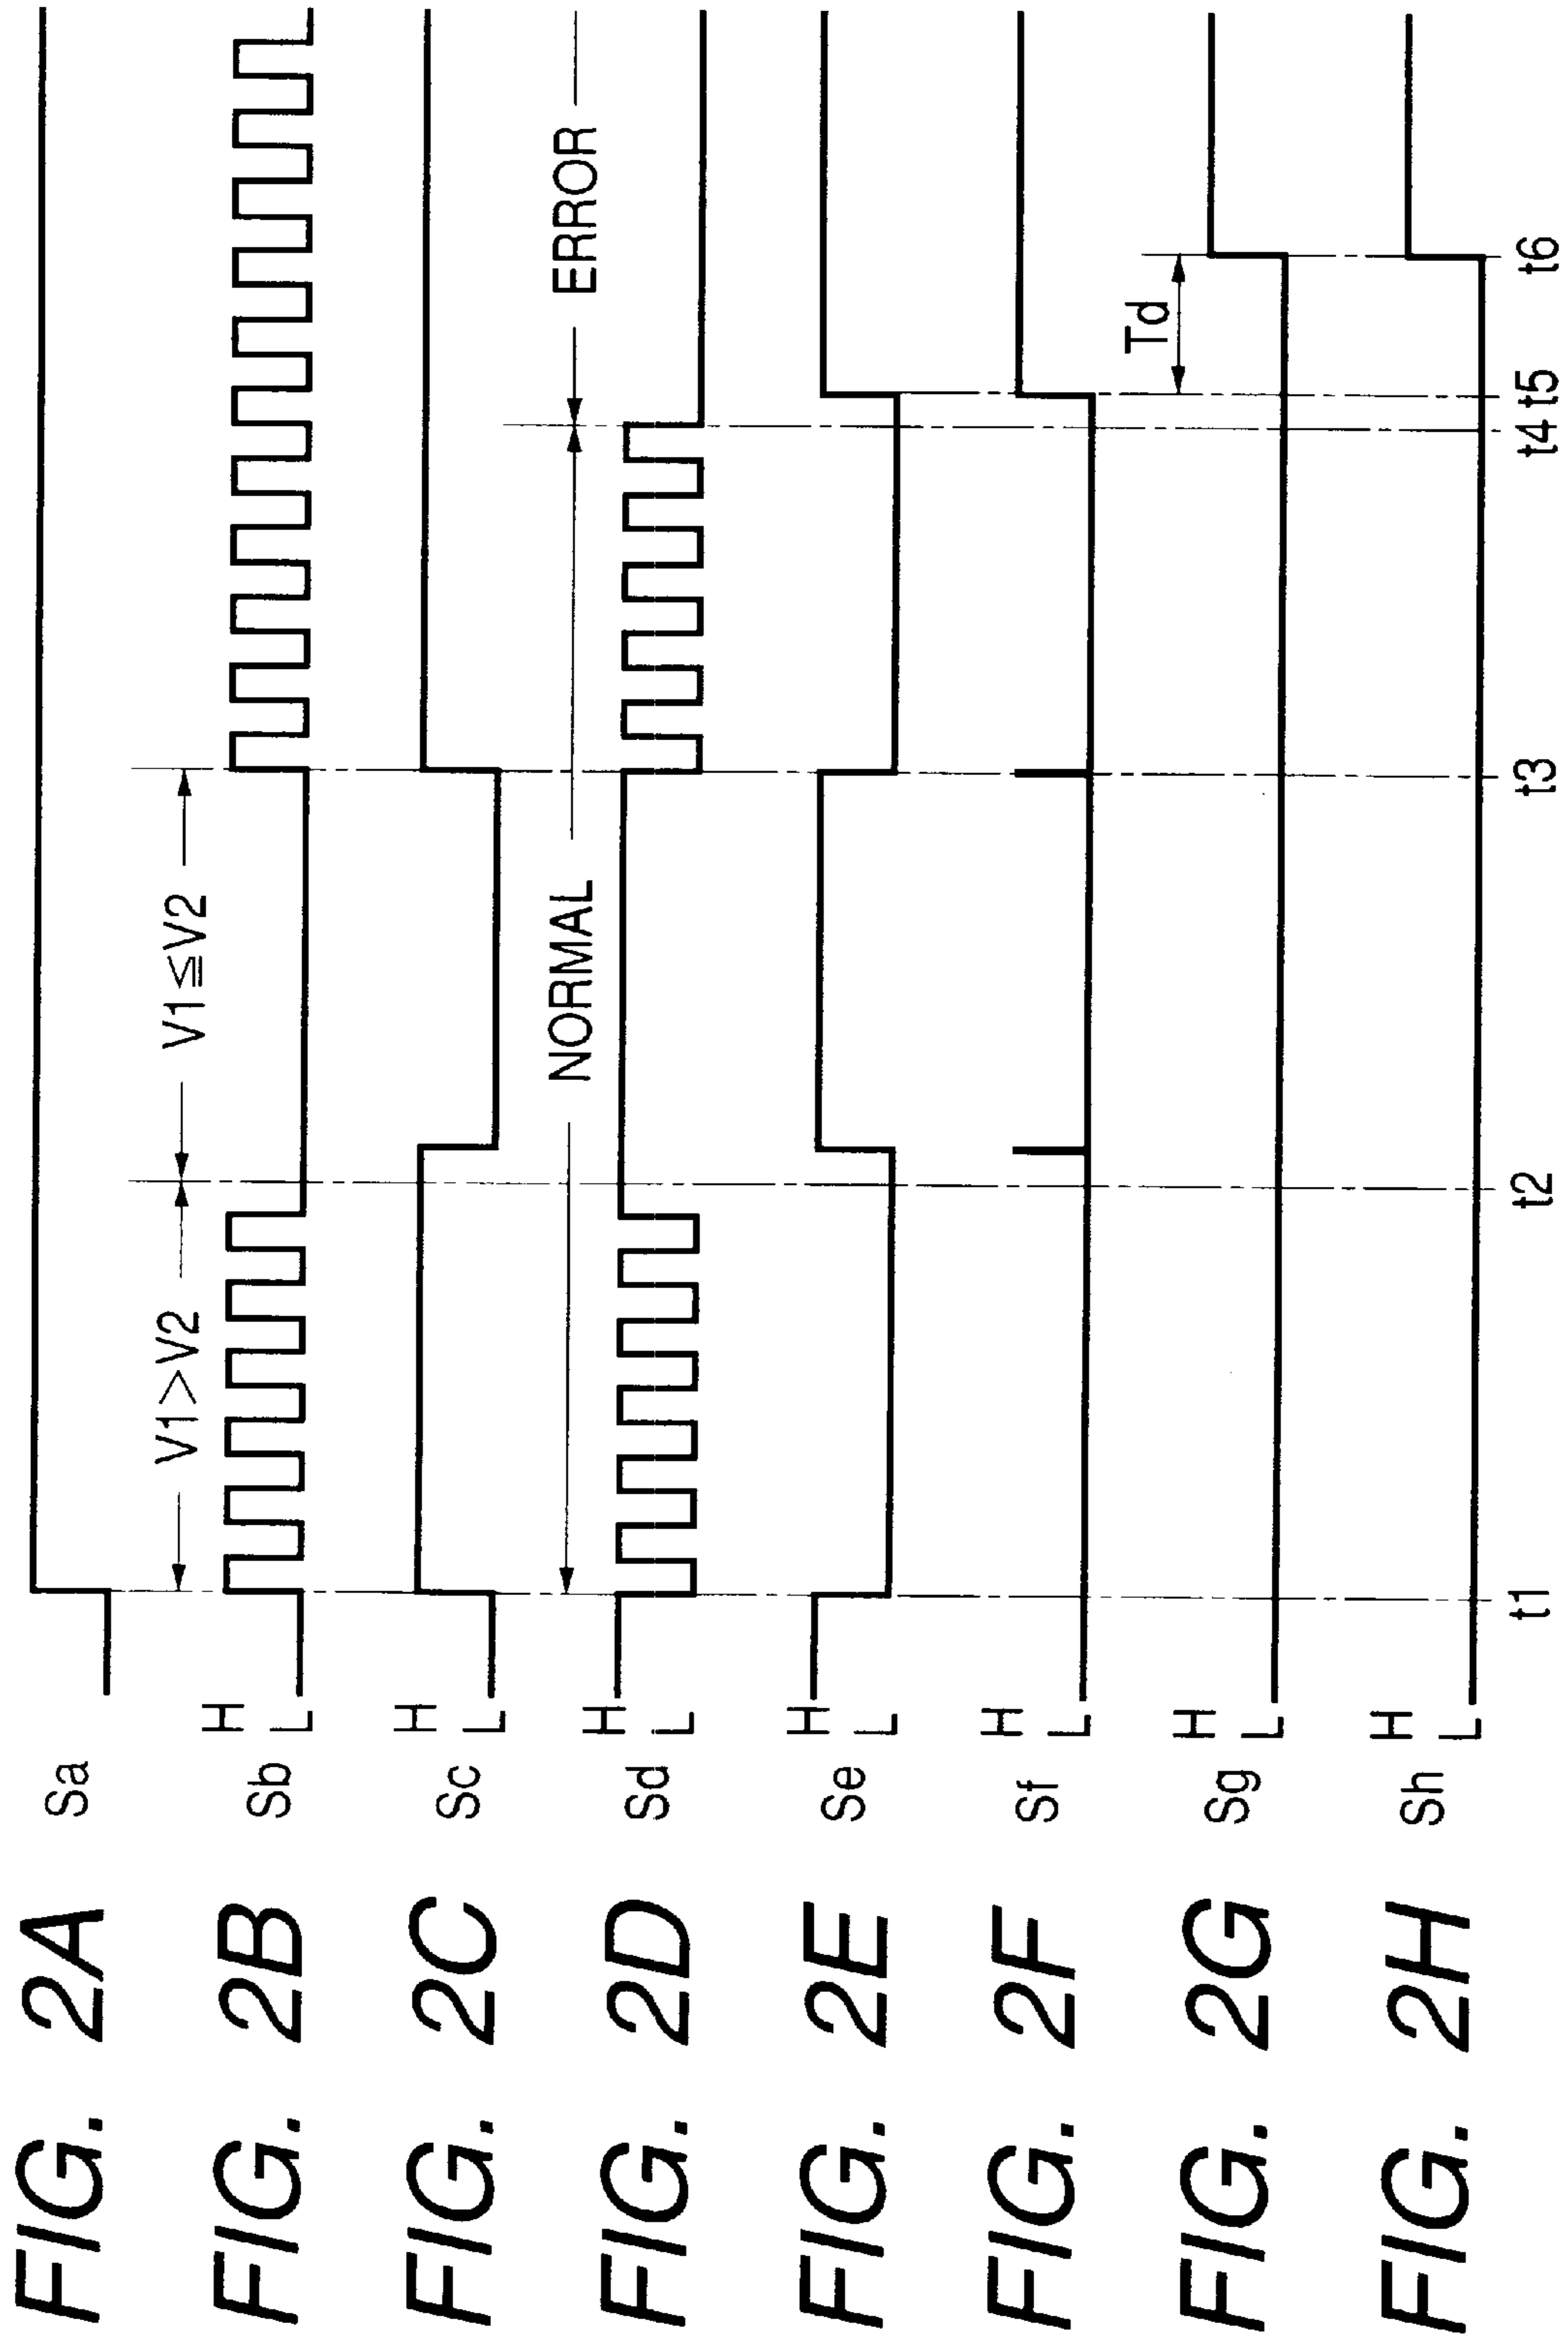 FIG. 2A Sa
V1>V2 V1≦V2
FIG. 2B Sb H L
FIG. 2C Sc H L
NORMAL ERROR
FIG. 2D Sd H L
FIG. 2E Se H L
FIG. 2F Sf H L
Td
FIG. 2G Sg H L
FIG. 2H Sh H L
t1 t2 t3 t4 t5 t6